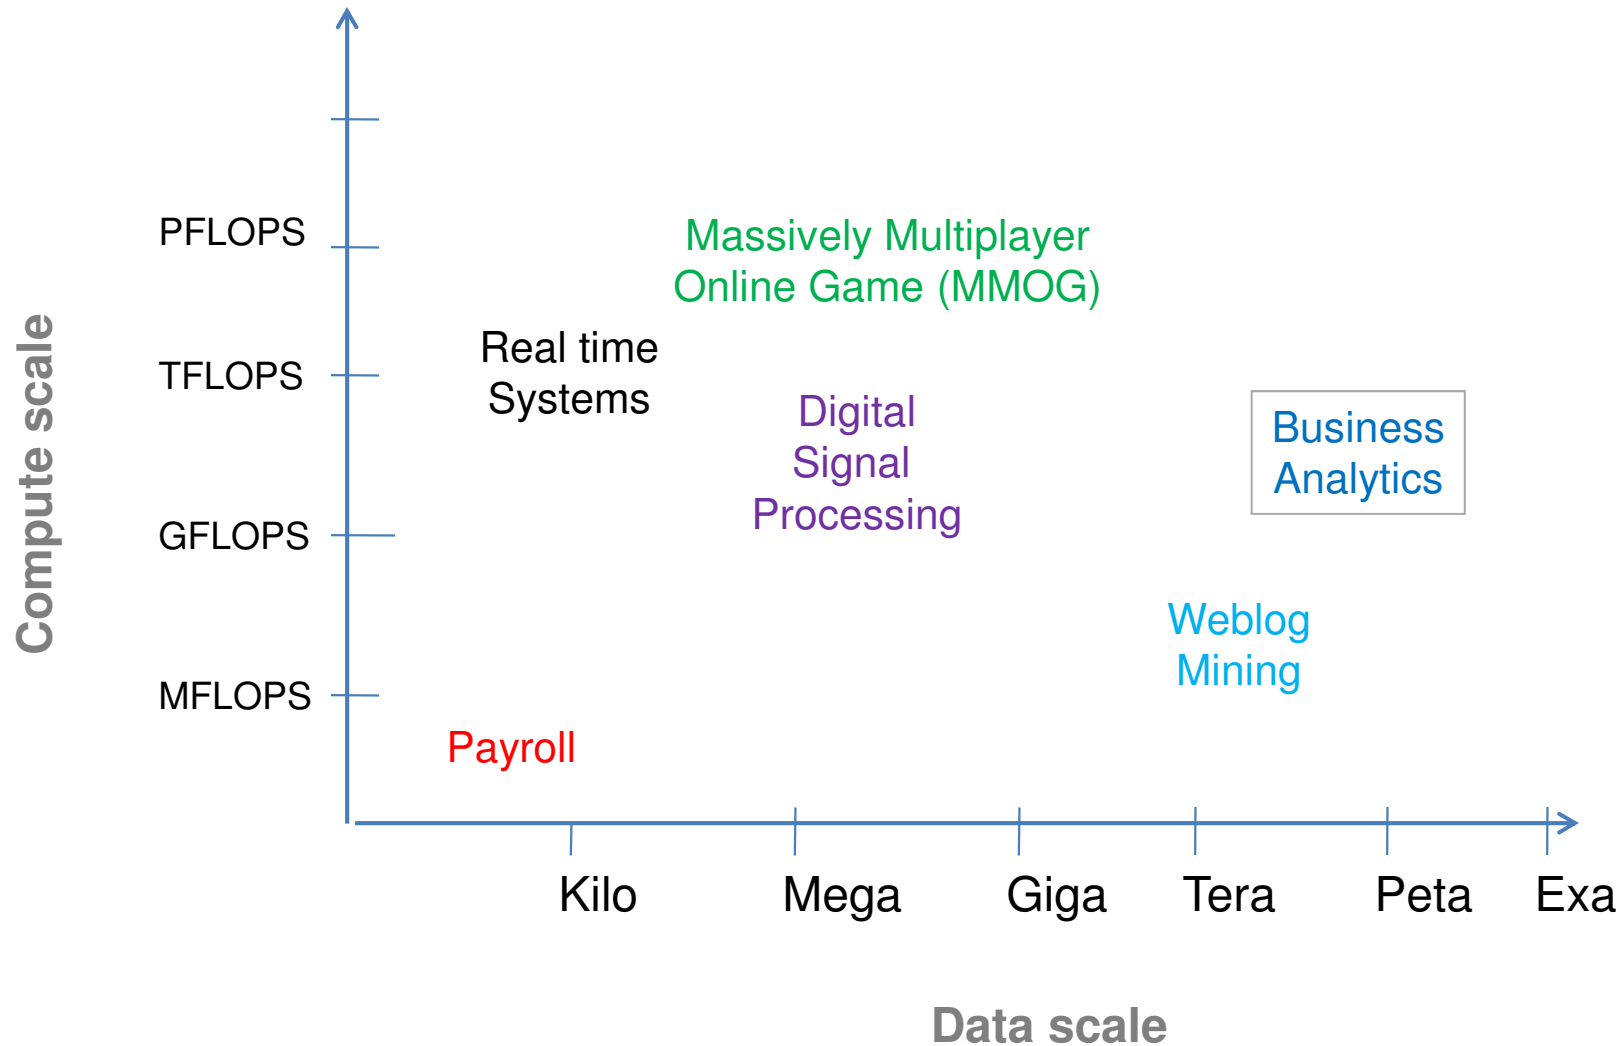 PFLOPS
Massively Multiplayer
Online Game (MMOG)
Real time
Systems
TFLOPS
Digital
Signal
Processing
Business
Analytics
Compute scale
GFLOPS
Weblog
Mining
MFLOPS
Payroll
Kilo
Mega
Giga
Tera
Peta
Exa
Data scale